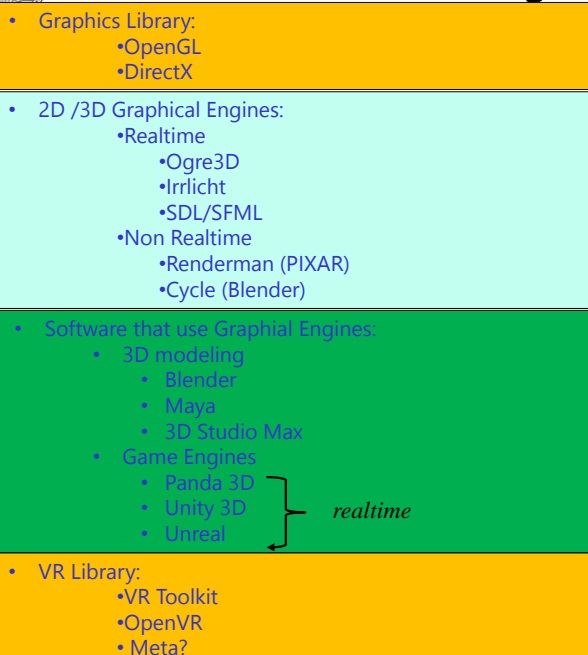 • Graphics Library:
•OpenGL
•DirectX
• 2D /3D Graphical Engines:
•Realtime
•Ogre3D
•Irrlicht
•SDL/SFML
•Non Realtime
•Renderman (PIXAR)
•Cycle (Blender)
• Software that use Graphial Engines:
• 3D modeling
• Blender
• Maya
• 3D Studio Max
• Game Engines
• Panda 3D
• Unity 3D
• Unreal
realtime
• VR Library:
•VR Toolkit
•OpenVR
• Meta?